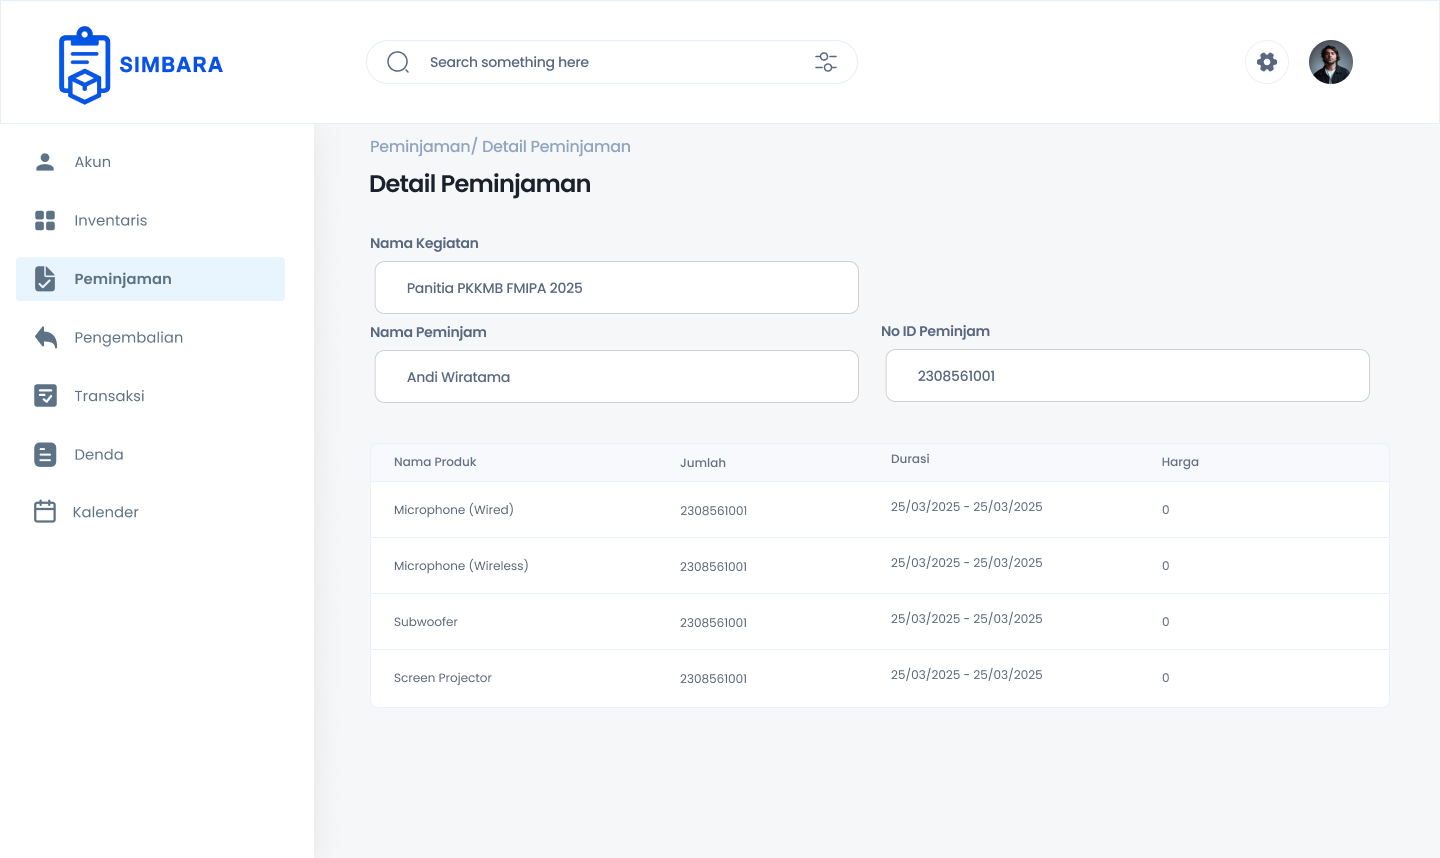 SIMBARA
Search something here
Akun
Inventaris
Peminjaman
Pengembalian
Transaksi
Denda
Kalender
Peminjaman/ Detail Peminjaman
Detail Peminjaman
Nama Kegiatan
Panitia PKKMB FMIPA 2025
Nama Peminjam
No ID Peminjam
Andi Wiratama
2308561001
Nama Produk Jumlah Durasi Harga
Microphone (Wired) 2308561001 25/03/2025 - 25/03/2025 0
Microphone (Wireless) 2308561001 25/03/2025 - 25/03/2025 0
Subwoofer 2308561001 25/03/2025 - 25/03/2025 0
Screen Projector 2308561001 25/03/2025 - 25/03/2025 0